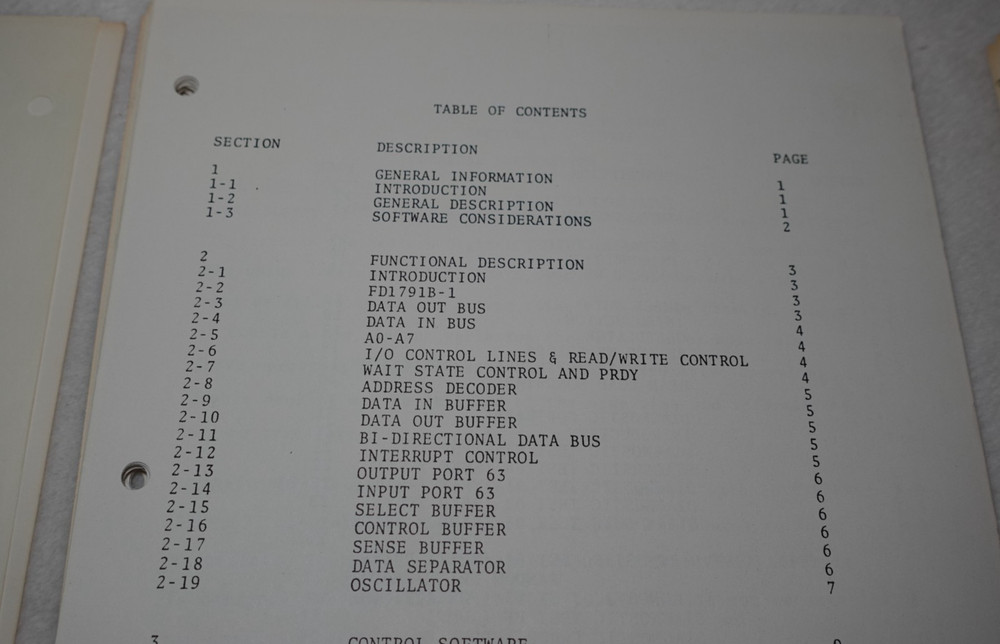 TABLE OF CONTENTS
SECTION DESCRIPTION PAGE
1 GENERAL INFORMATION 1
1-1 INTRODUCTION 1
1-2 GENERAL DESCRIPTION 1
1-3 SOFTWARE CONSIDERATIONS 2
2 FUNCTIONAL DESCRIPTION 3
2-1 INTRODUCTION 3
2-2 FD1791B-1 3
2-3 DATA OUT BUS 3
2-4 DATA IN BUS 4
2-5 A0-A7 4
2-6 I/O CONTROL LINES & READ/WRITE CONTROL 4
2-7 WAIT STATE CONTROL AND PRDY 4
2-8 ADDRESS DECODER 5
2-9 DATA IN BUFFER 5
2-10 DATA OUT BUFFER 5
2-11 BI-DIRECTIONAL DATA BUS 5
2-12 INTERRUPT CONTROL 5
2-13 OUTPUT PORT 63 6
2-14 INPUT PORT 63 6
2-15 SELECT BUFFER 6
2-16 CONTROL BUFFER 6
2-17 SENSE BUFFER 6
2-18 DATA SEPARATOR 6
2-19 OSCILLATOR 7
3 CONTROL SOFTWARE